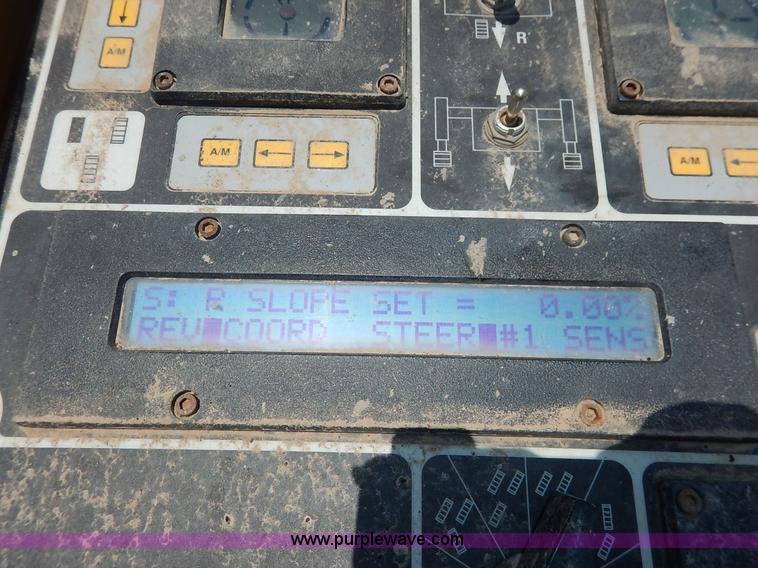 A/M
R
A/M
A/M
S: R SLOPE SET = 0.00%
REV COORD STEER #1 SENS
www.purplewave.com